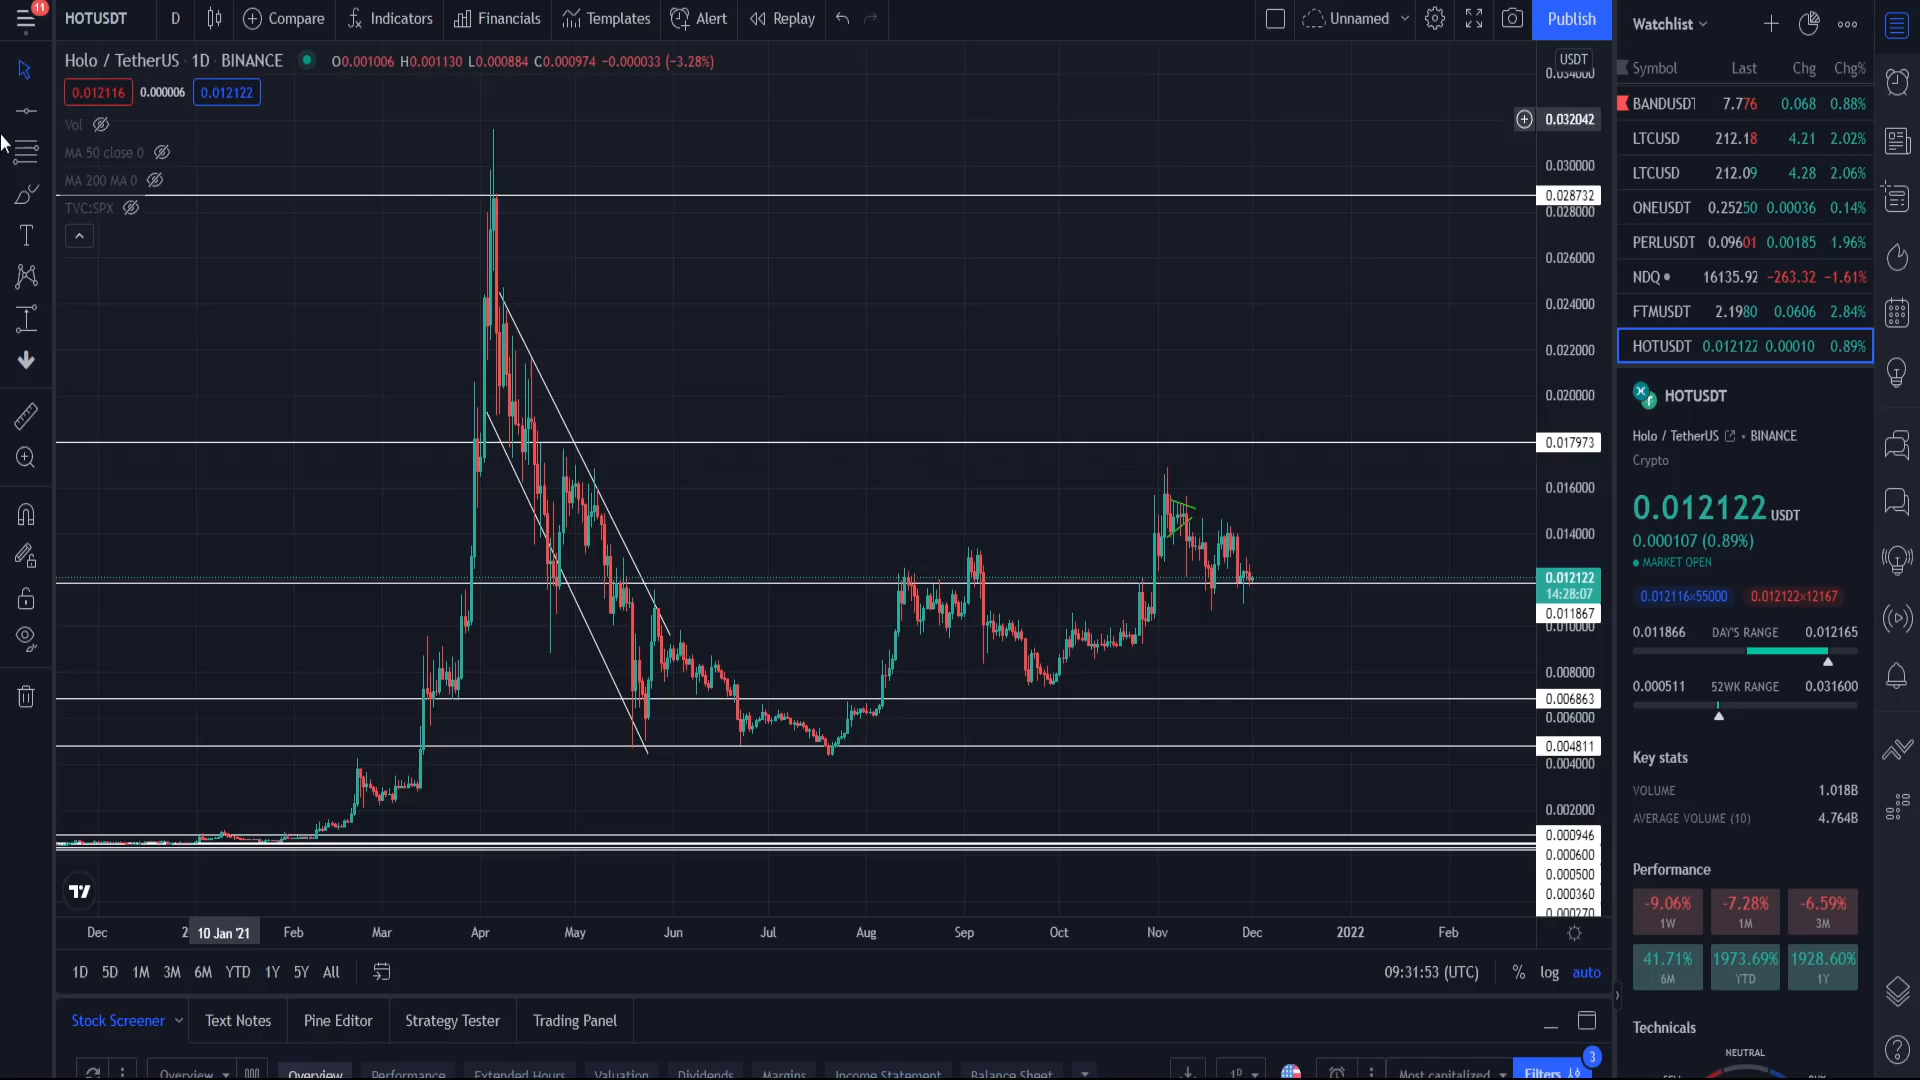 11
HOTUSDT D Compare Indicators Financials Templates Alert Replay Unnamed Publish
Holo / TetherUS · 1D · BINANCE O0.001006 H0.001130 L0.000884 C0.000974 −0.000033 (−3.28%)
0.012116 0.000006 0.012122
Vol
MA 50 close 0
MA 200 MA 0
TVC:SPX
USDT
0.034000
0.032042
0.030000
0.028732
0.028000
0.026000
0.024000
0.022000
0.020000
0.017973
0.016000
0.014000
0.012122
14:28:07
0.011867
0.010000
0.008000
0.006863
0.006000
0.004811
0.004000
0.002000
0.000946
0.000600
0.000500
0.000360
0.000270
Dec 2 10 Jan '21 Feb Mar Apr May Jun Jul Aug Sep Oct Nov Dec 2022 Feb
1D 5D 1M 3M 6M YTD 1Y 5Y All 09:31:53 (UTC) % log auto
Stock Screener Text Notes Pine Editor Strategy Tester Trading Panel
Overview Overview Performance Extended Hours Valuation Dividends Margins Income Statement Balance Sheet 1D Most capitalized Filters 3
Watchlist
Symbol Last Chg Chg%
BANDUSDT 7.776 0.068 0.88%
LTCUSD 212.18 4.21 2.02%
LTCUSD 212.09 4.28 2.06%
ONEUSDT 0.25250 0.00036 0.14%
PERLUSDT 0.09601 0.00185 1.96%
NDQ 16135.92 −263.32 −1.61%
FTMUSDT 2.1980 0.0606 2.84%
HOTUSDT 0.012122 0.00010 0.89%
HOTUSDT
Holo / TetherUS • BINANCE
Crypto
0.012122 USDT
0.000107 (0.89%)
MARKET OPEN
0.012116×55000 0.012122×12167
0.011866 DAY'S RANGE 0.012165
0.000511 52WK RANGE 0.031600
Key stats
VOLUME 1.018B
AVERAGE VOLUME (10) 4.764B
Performance
-9.06% -7.28% -6.59%
1W 1M 3M
41.71% 1973.69% 1928.60%
6M YTD 1Y
Technicals
NEUTRAL
SELL BUY